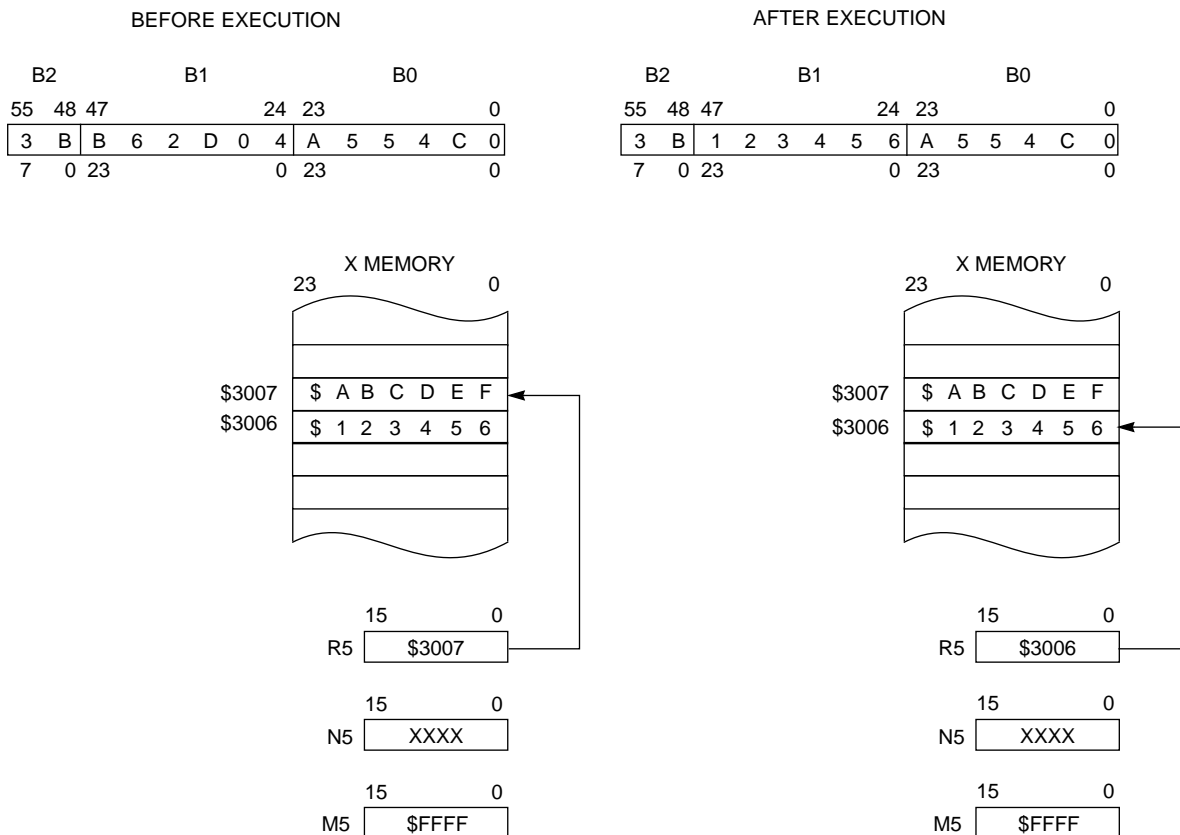 BEFORE EXECUTION AFTER EXECUTION
B2 B1 B0 B2 B1 B0
55 48 47 24 23 0 55 48 47 24 23 0
3 B B 6 2 D 0 4 A 5 5 4 C 0 3 B 1 2 3 4 5 6 A 5 5 4 C 0
7 0 23 0 23 0 7 0 23 0 23 0
X MEMORY X MEMORY
23 0 23 0
$3007 $ A B C D E F $3007 $ A B C D E F
$3006 $ 1 2 3 4 5 6 $3006 $ 1 2 3 4 5 6
15 0 15 0
R5 $3007 R5 $3006
15 0 15 0
N5 XXXX N5 XXXX
15 0 15 0
M5 $FFFF M5 $FFFF